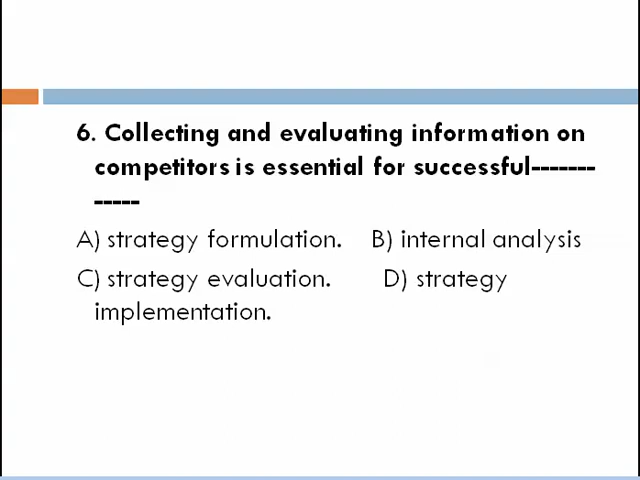 6. Collecting and evaluating information on
competitors is essential for successful-------
-----
A) strategy formulation. B) internal analysis
C) strategy evaluation. D) strategy
implementation.